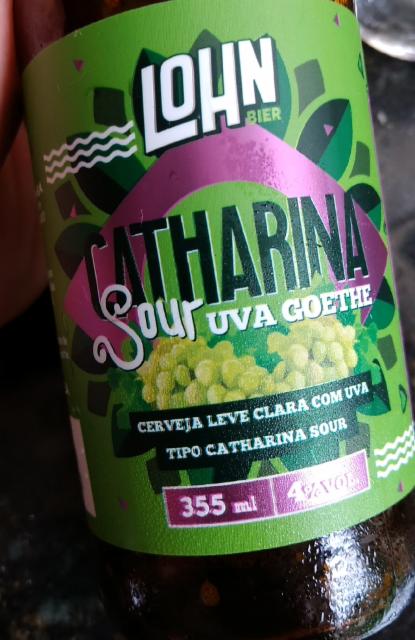 LOHN
BIER
CATHARINA
Sour UVA GOETHE
CERVEJA LEVE CLARA COM UVA
TIPO CATHARINA SOUR
355 ml 4%VOL